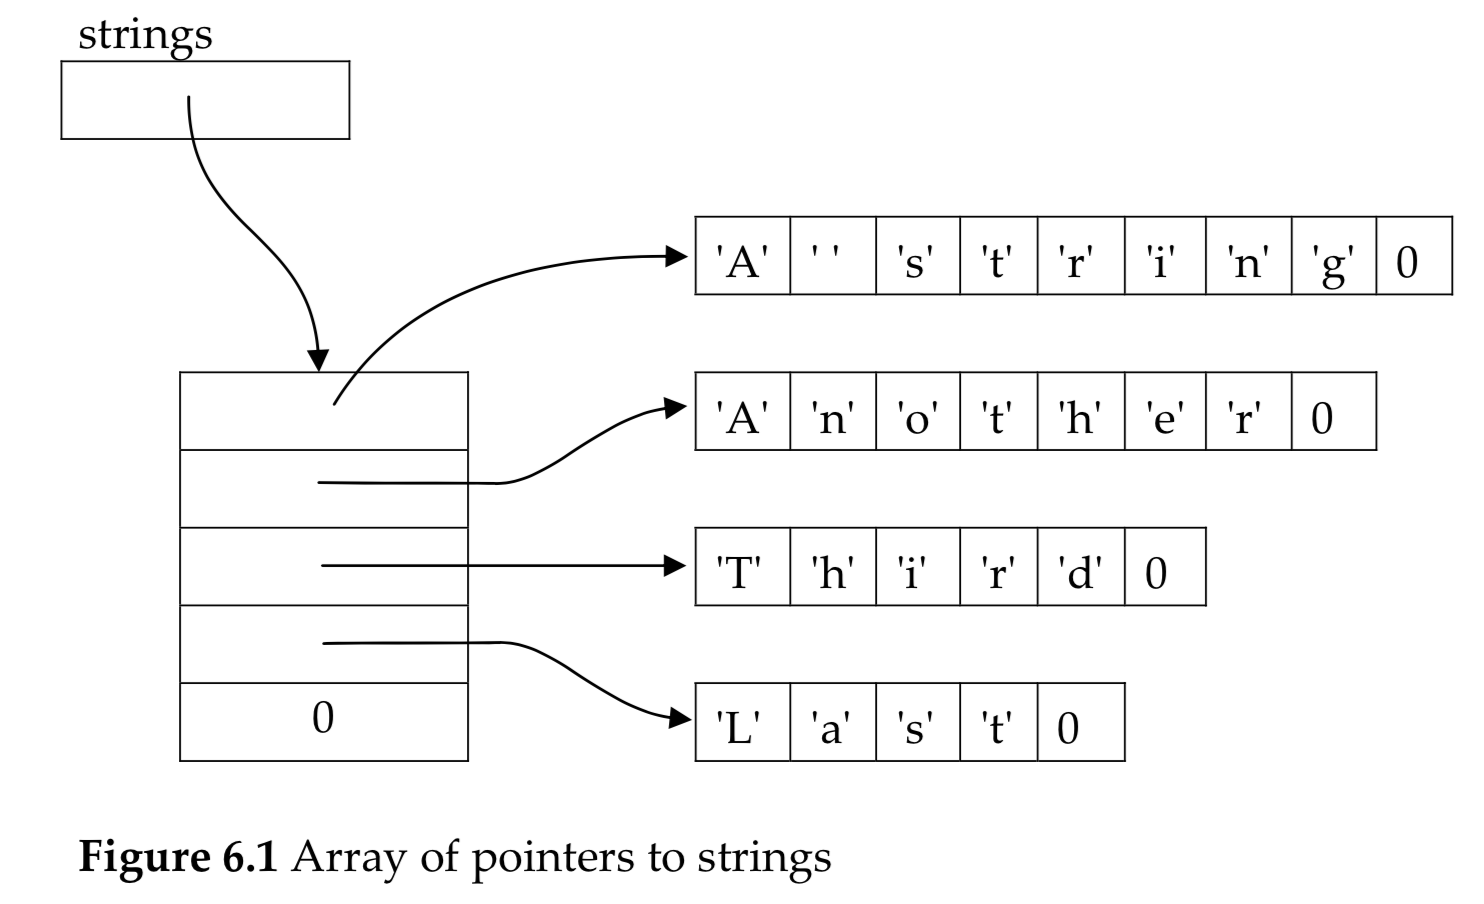 strings
'A' ' ' 's' 't' 'r' 'i' 'n' 'g' 0
'A' 'n' 'o' 't' 'h' 'e' 'r' 0
'T' 'h' 'i' 'r' 'd' 0
0
'L' 'a' 's' 't' 0
Figure 6.1 Array of pointers to strings